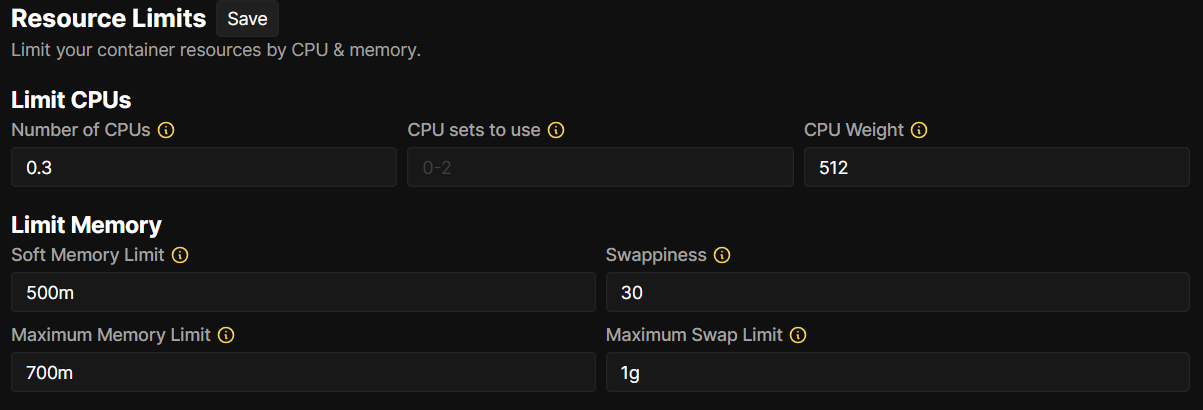 Resource Limits Save
Limit your container resources by CPU & memory.
Limit CPUs
Number of CPUs CPU sets to use CPU Weight
0.3 0-2 512
Limit Memory
Soft Memory Limit Swappiness
500m 30
Maximum Memory Limit Maximum Swap Limit
700m 1g